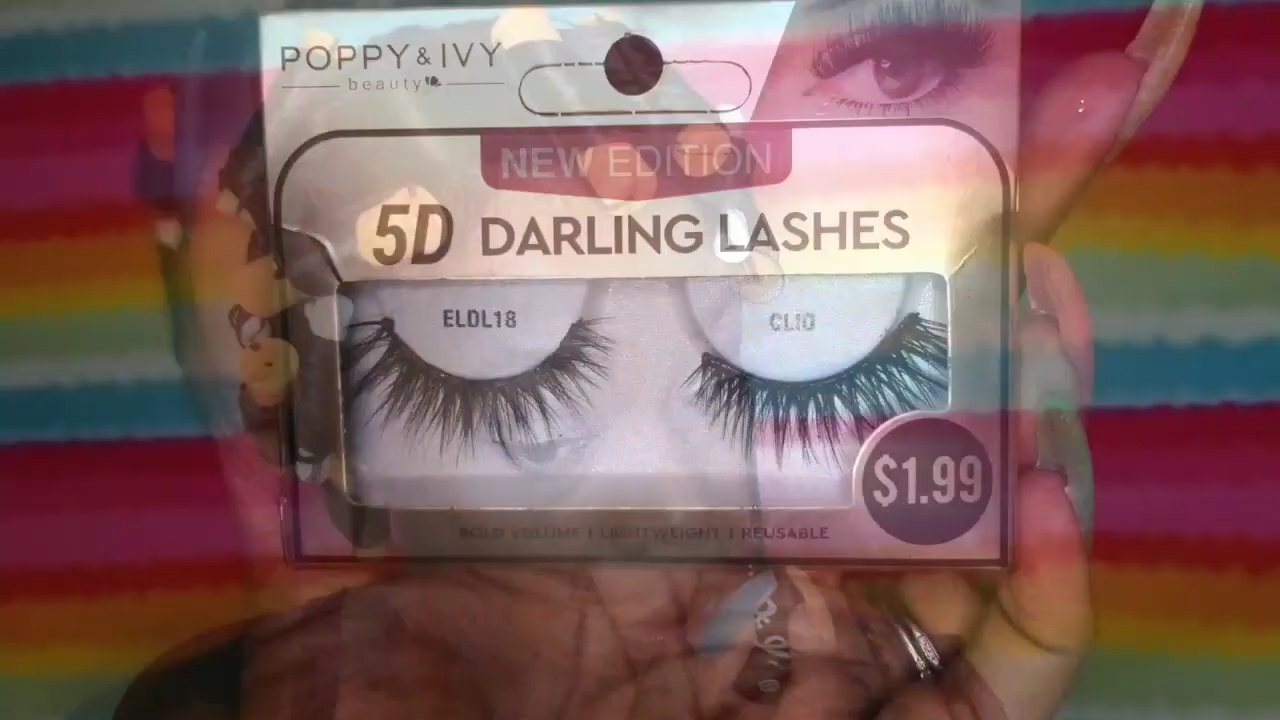 POPPY & IVY
beauty
NEW EDITION
5D DARLING LASHES
ELDL18
CLIO
$1.99
BOLD VOLUME | LIGHTWEIGHT | REUSABLE